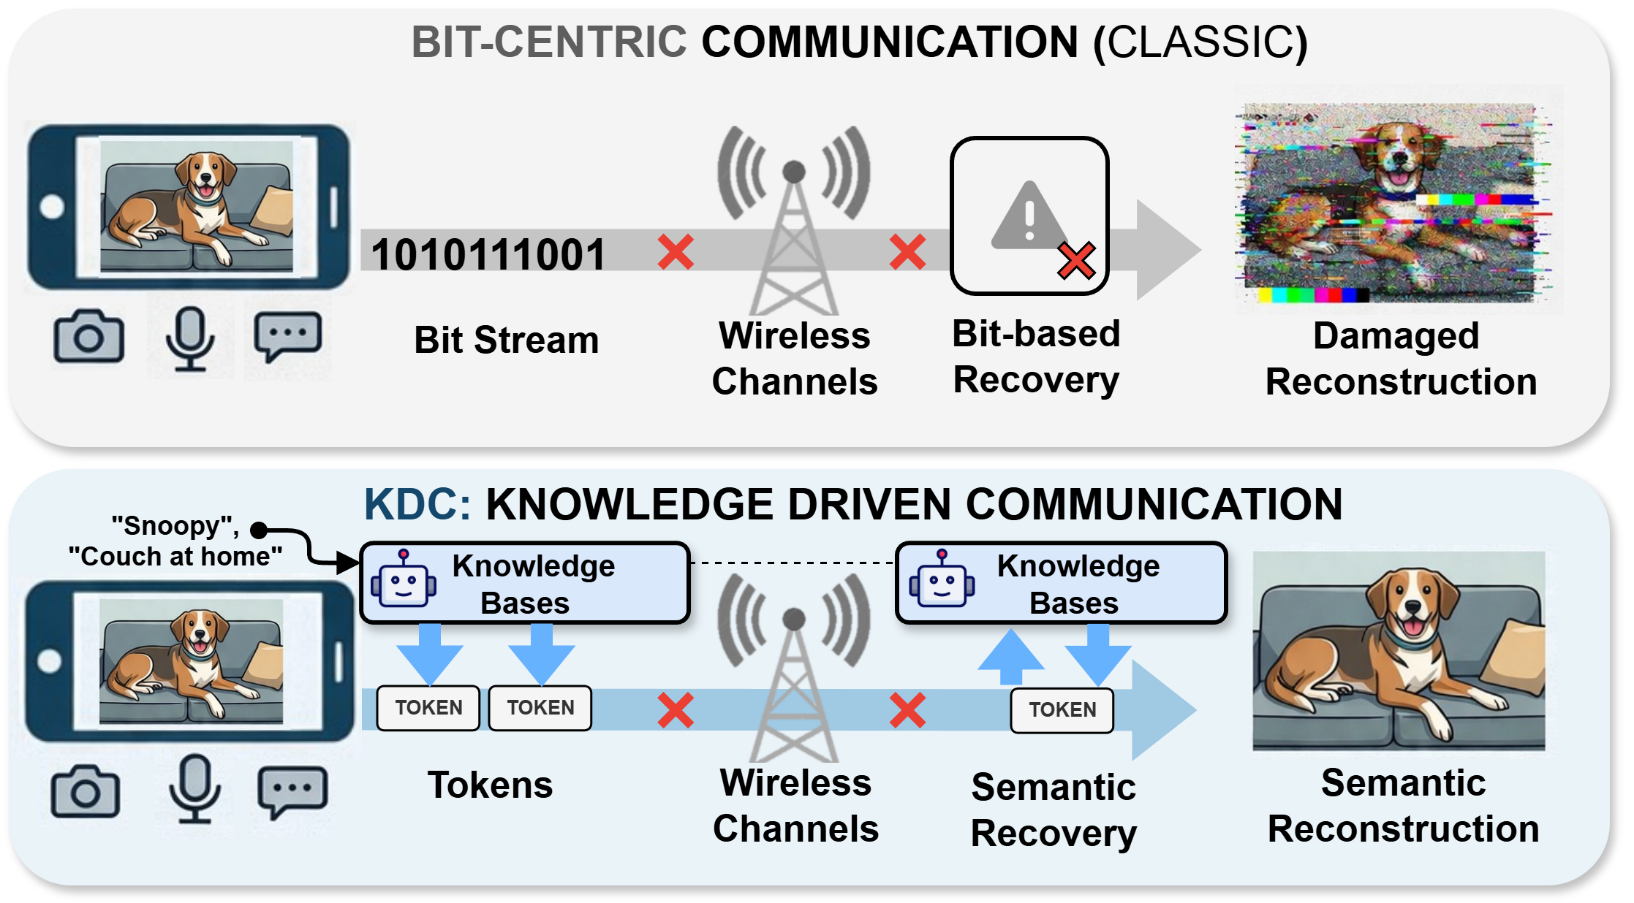 BIT-CENTRIC COMMUNICATION (CLASSIC)
1010111001
Bit Stream
Wireless
Channels
Bit-based
Recovery
Damaged
Reconstruction
KDC: KNOWLEDGE DRIVEN COMMUNICATION
"Snoopy",
"Couch at home"
Knowledge
Bases
Knowledge
Bases
TOKEN
TOKEN
TOKEN
Tokens
Wireless
Channels
Semantic
Recovery
Semantic
Reconstruction